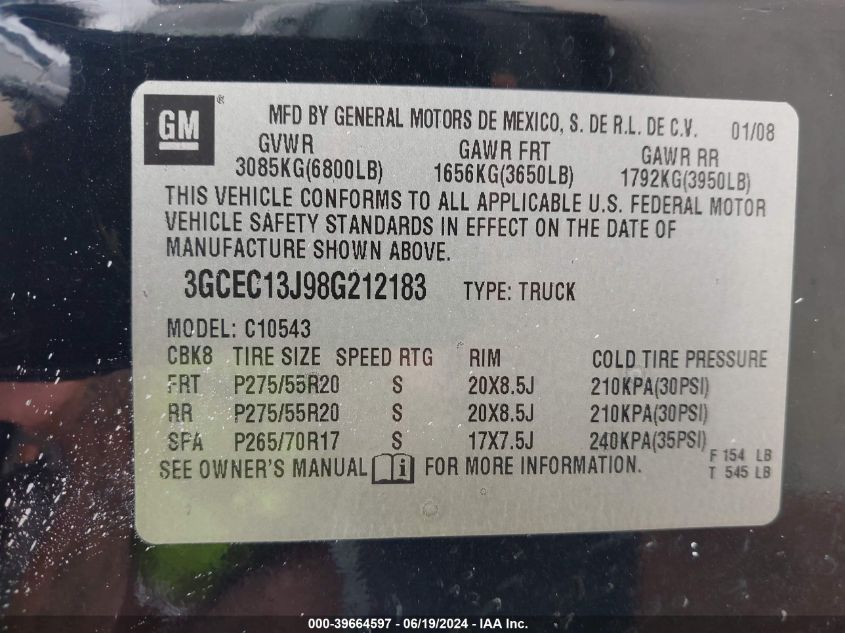 GM ®
MFD BY GENERAL MOTORS DE MEXICO, S. DE R.L. DE C.V. 01/08
GVWR GAWR FRT GAWR RR
3085KG(6800LB) 1656KG(3650LB) 1792KG(3950LB)
THIS VEHICLE CONFORMS TO ALL APPLICABLE U.S. FEDERAL MOTOR
VEHICLE SAFETY STANDARDS IN EFFECT ON THE DATE OF
MANUFACTURE SHOWN ABOVE.
3GCEC13J98G212183 TYPE: TRUCK
MODEL: C10543
CBK8 TIRE SIZE SPEED RTG RIM COLD TIRE PRESSURE
FRT P275/55R20 S 20X8.5J 210KPA(30PSI)
RR P275/55R20 S 20X8.5J 210KPA(30PSI)
SPA P265/70R17 S 17X7.5J 240KPA(35PSI)
F 154 LB
SEE OWNER'S MANUAL i FOR MORE INFORMATION.
T 545 LB
000-39664597 - 06/19/2024 - IAA Inc.